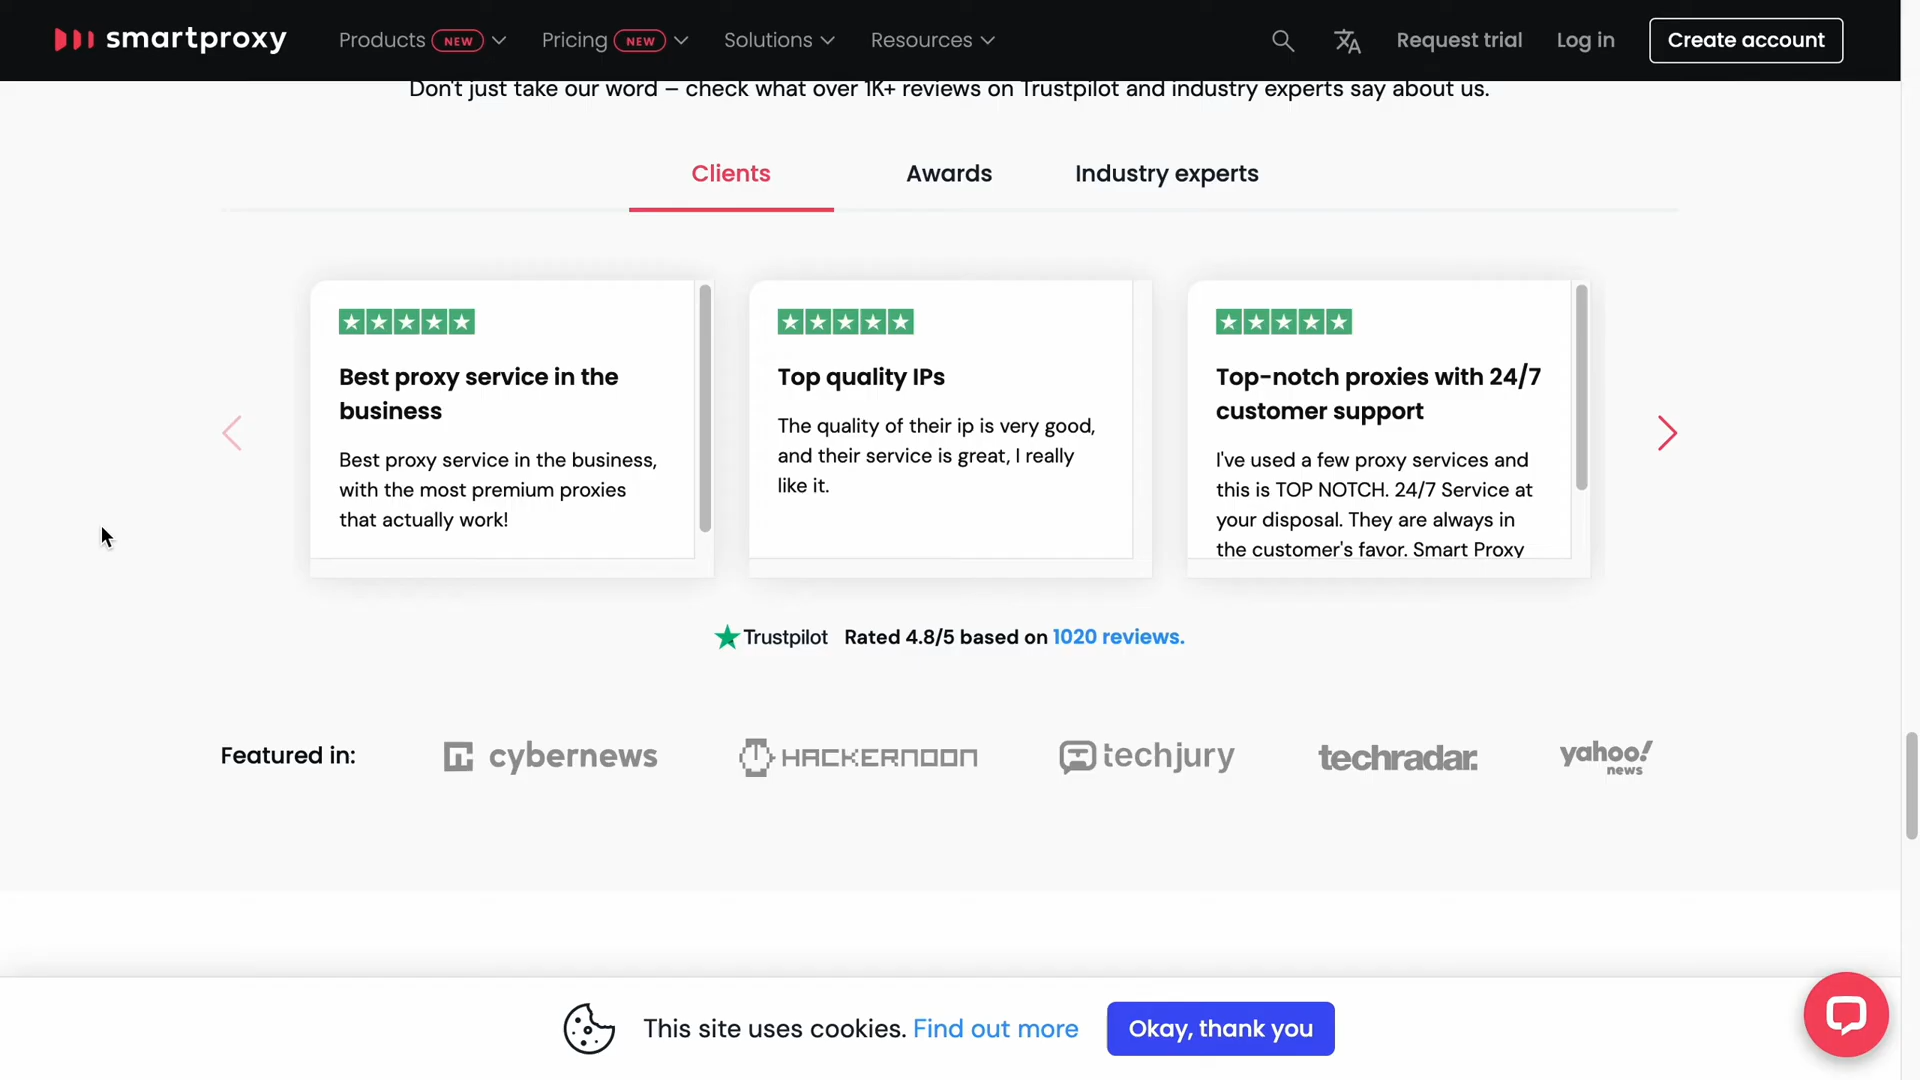 smartproxy
Products NEW
Pricing NEW
Solutions
Resources
Request trial
Log in
Create account
Don't just take our word – check what over 1K+ reviews on Trustpilot and industry experts say about us.
Clients
Awards
Industry experts
Best proxy service in the
business
Best proxy service in the business,
with the most premium proxies
that actually work!
Top quality IPs
The quality of their ip is very good,
and their service is great, I really
like it.
Top-notch proxies with 24/7
customer support
I've used a few proxy services and
this is TOP NOTCH. 24/7 Service at
your disposal. They are always in
the customer's favor. Smart Proxy
Trustpilot Rated 4.8/5 based on 1020 reviews.
Featured in:
cybernews
HACKERNOON
techjury
techradar.
yahoo!
news
This site uses cookies. Find out more
Okay, thank you